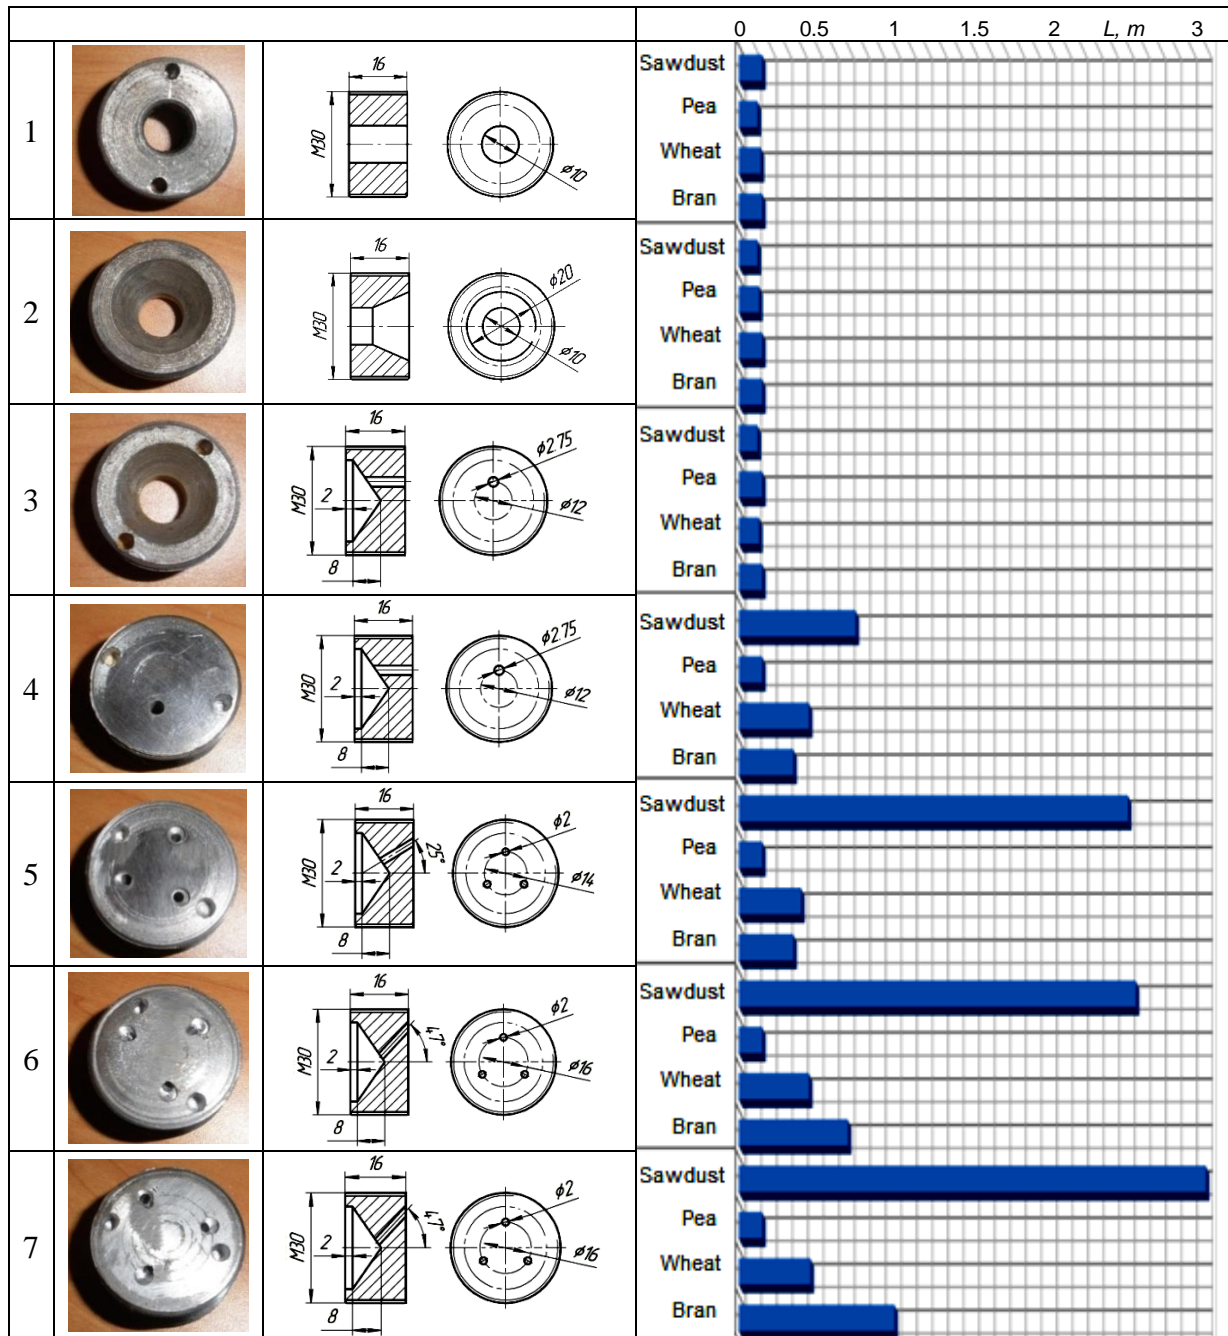 0 0.5 1 1.5 2 L, m 3
1
16
M30
ø10
Sawdust
Pea
Wheat
Bran
2
16
M30
ø20
ø10
Sawdust
Pea
Wheat
Bran
3
16
M30
2
8
ø2.75
ø12
Sawdust
Pea
Wheat
Bran
4
16
M30
2
8
ø2.75
ø12
Sawdust
Pea
Wheat
Bran
5
16
M30
2
8
25°
ø2
ø14
Sawdust
Pea
Wheat
Bran
6
16
M30
2
8
47°
ø2
ø16
Sawdust
Pea
Wheat
Bran
7
16
M30
2
8
47°
ø2
ø16
Sawdust
Pea
Wheat
Bran